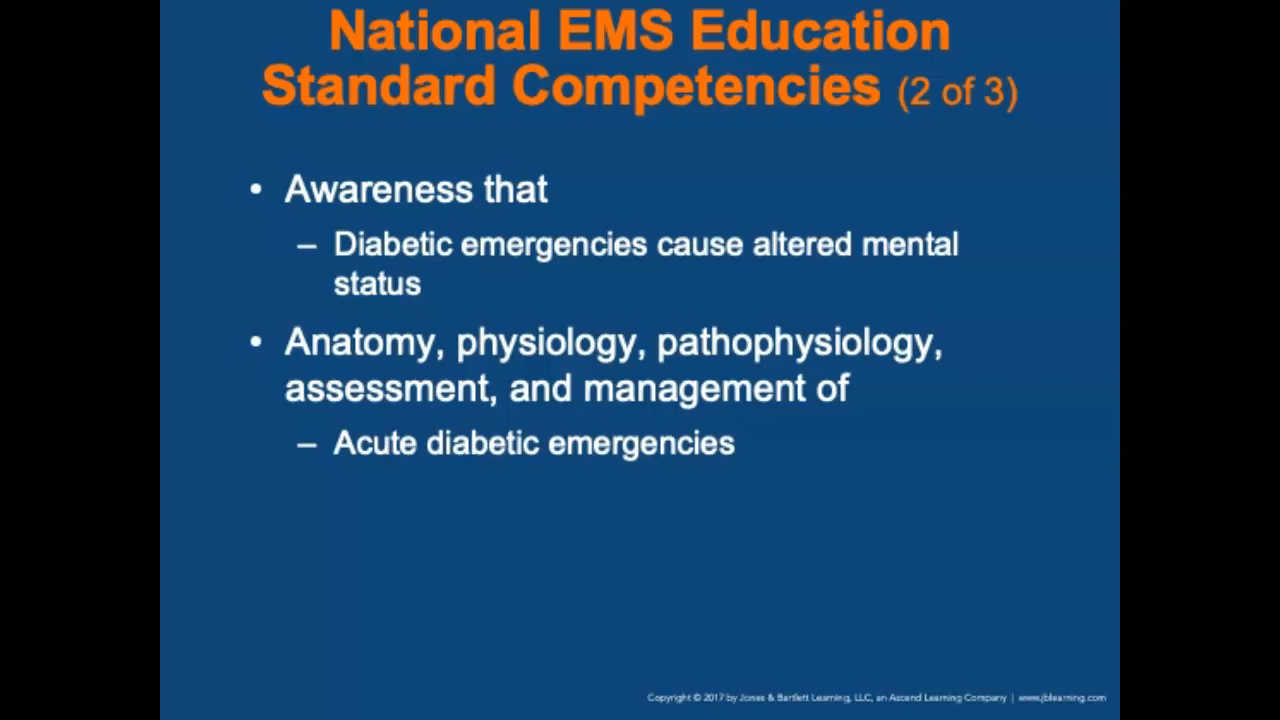 National EMS Education
Standard Competencies (2 of 3)
• Awareness that
– Diabetic emergencies cause altered mental
status
• Anatomy, physiology, pathophysiology,
assessment, and management of
– Acute diabetic emergencies
Copyright © 2017 by Jones & Bartlett Learning, LLC, an Ascend Learning Company | www.jblearning.com